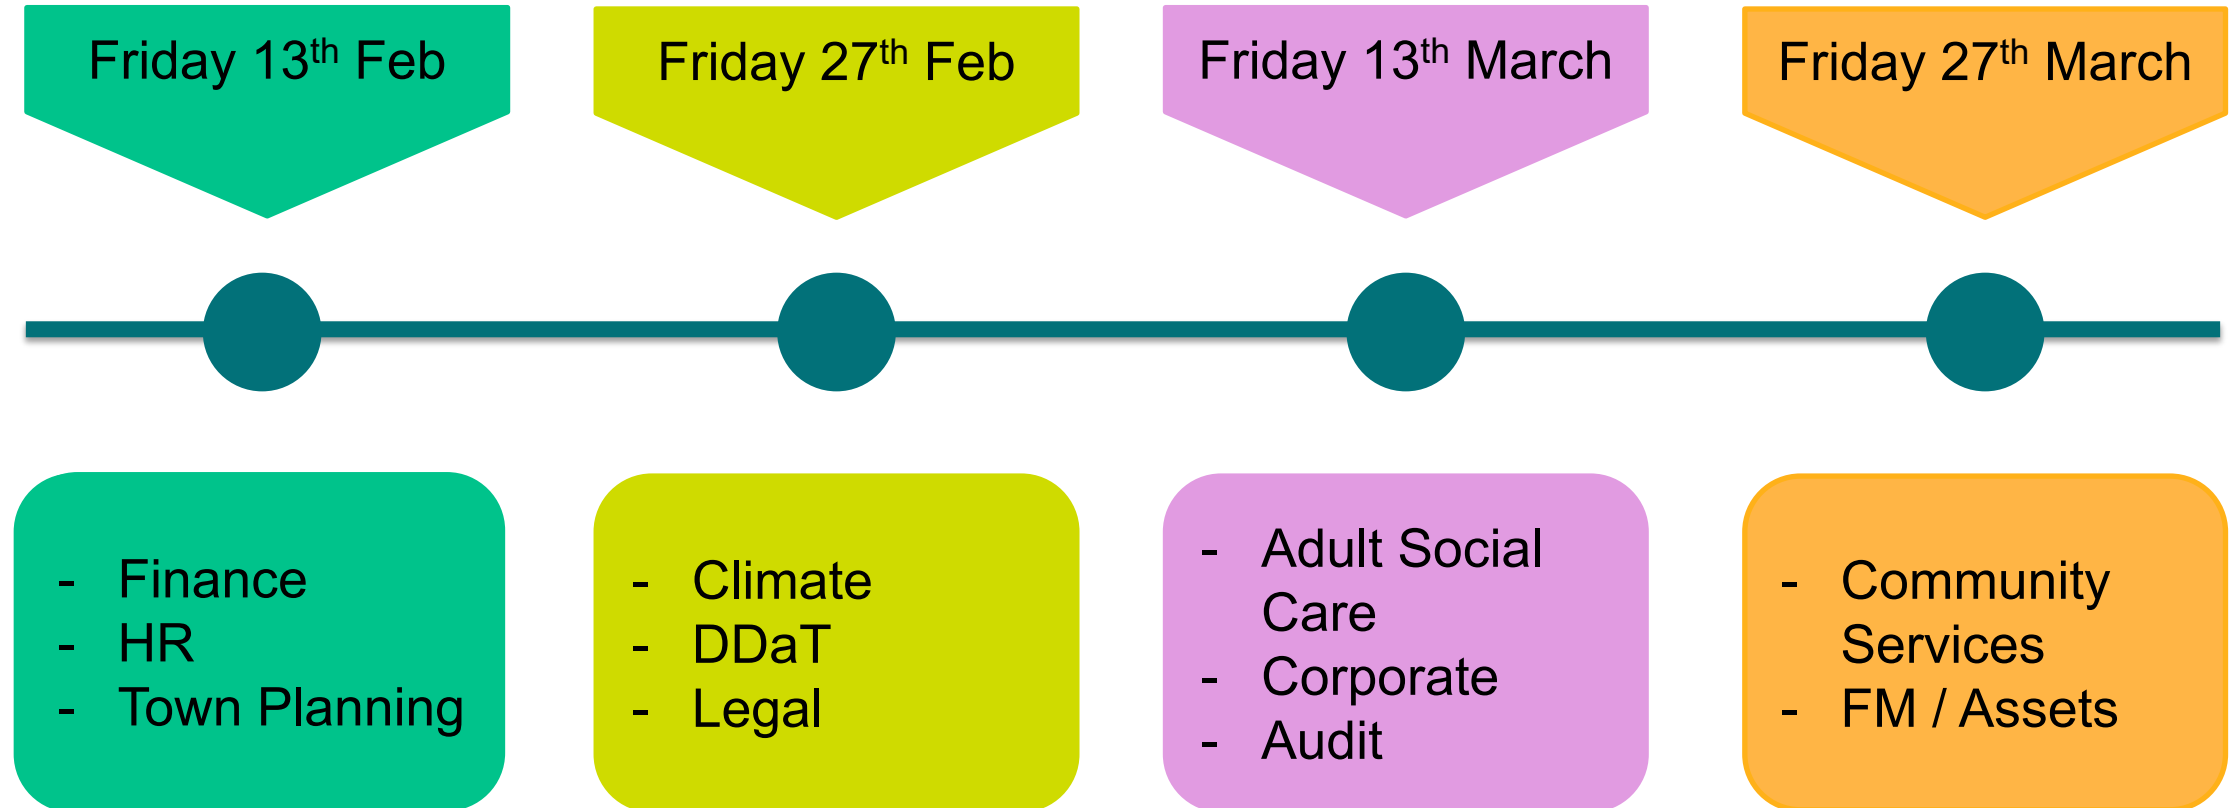 Friday 13th Feb
Friday 27th Feb
Friday 13th March
Friday 27th March
- Finance
- HR
- Town Planning
- Climate
- DDaT
- Legal
- Adult Social
Care
- Corporate
- Audit
- Community
Services
- FM / Assets